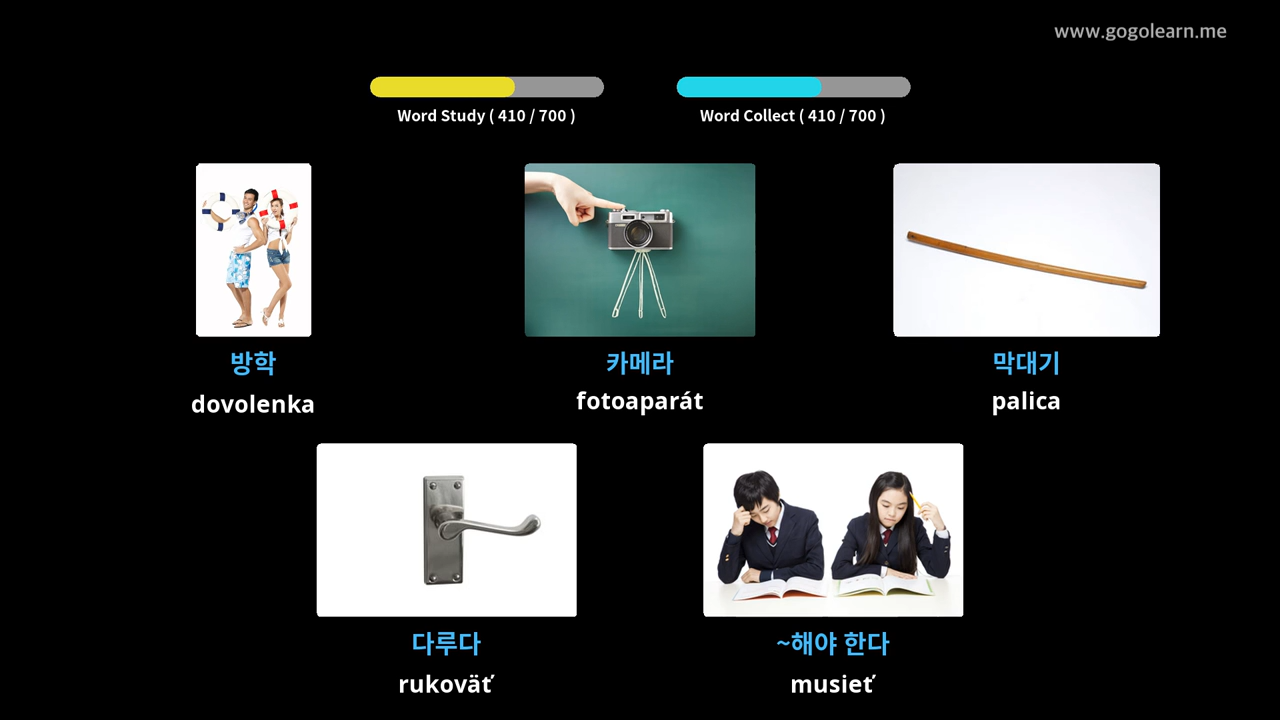 www.gogolearn.me
Word Study ( 410 / 700 )
Word Collect ( 410 / 700 )
방학
dovolenka
카메라
fotoaparát
막대기
palica
다루다
rukoväť
~해야 한다
musieť